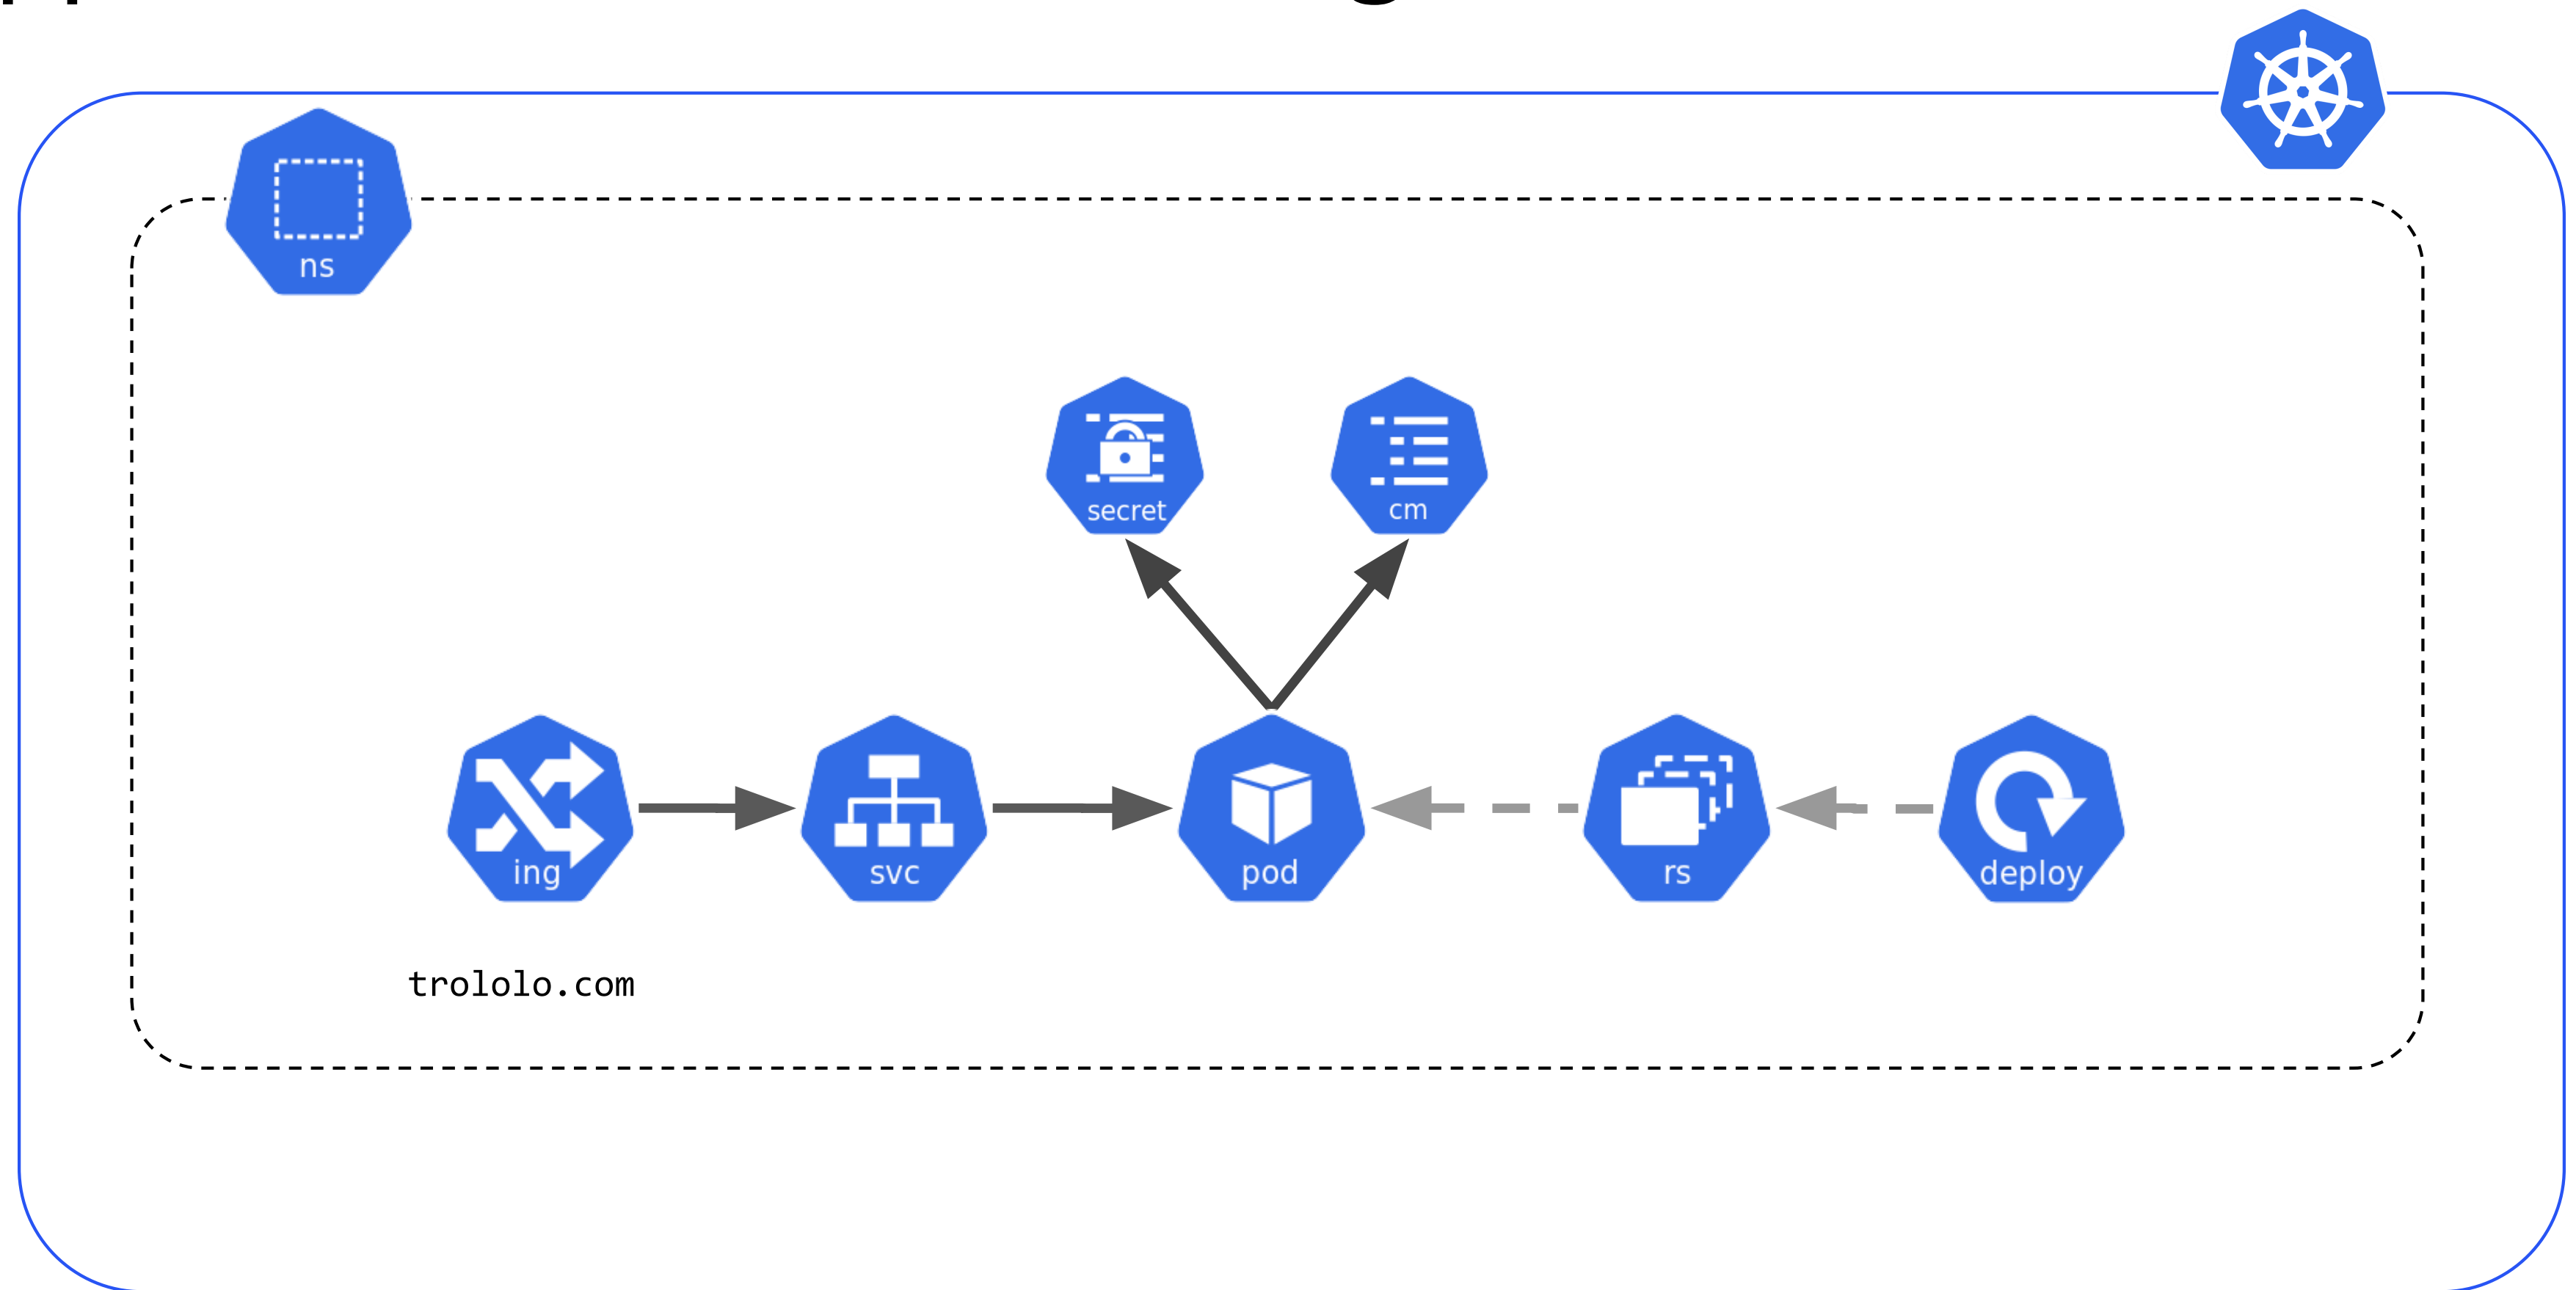 ns
secret
cm
ing
svc
pod
rs
deploy
trololo.com